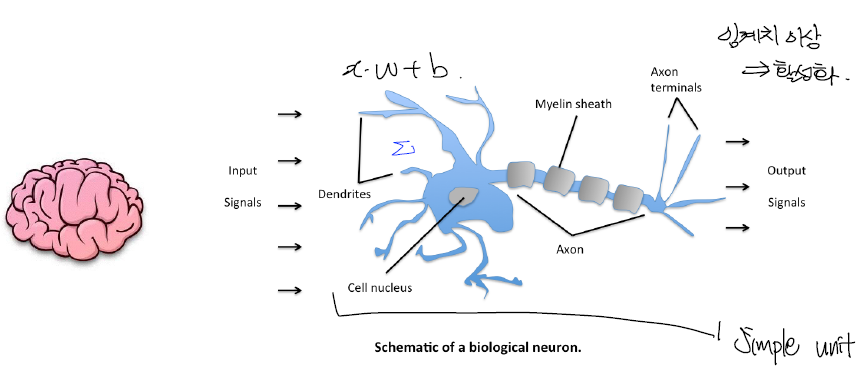 임계치 이상
⇒ 활성화.
x·w+b.
Axon
terminals
Myelin sheath
Σ
Input
Signals
Dendrites
Output
Signals
Axon
Cell nucleus
Simple unit
Schematic of a biological neuron.